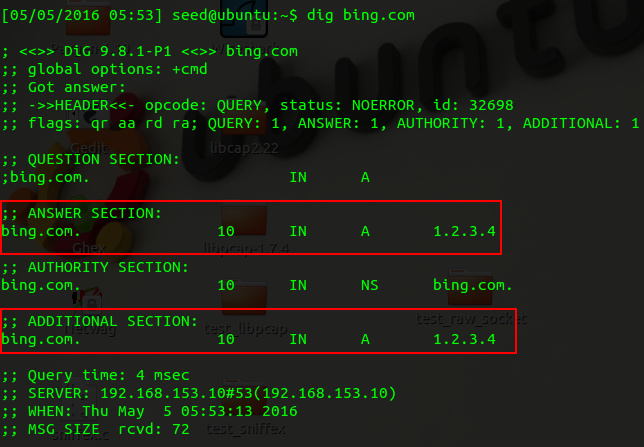 [05/05/2016 05:53] seed@ubuntu:~$ dig bing.com
; <<>> DiG 9.8.1-P1 <<>> bing.com
;; global options: +cmd
;; Got answer:
;; ->>HEADER<<- opcode: QUERY, status: NOERROR, id: 32698
;; flags: qr aa rd ra; QUERY: 1, ANSWER: 1, AUTHORITY: 1, ADDITIONAL: 1
Gedit libcap2.22
;; QUESTION SECTION:
;bing.com. IN A
;; ANSWER SECTION:
bing.com. 10 IN A 1.2.3.4
Ghex libpcap-1.7.4
;; AUTHORITY SECTION:
bing.com. 10 IN NS bing.com.
;; ADDITIONAL SECTION:
Netwag test_libpcap test_raw_socket
bing.com. 10 IN A 1.2.3.4
;; Query time: 4 msec
;; SERVER: 192.168.153.10#53(192.168.153.10)
;; WHEN: Thu May  5 05:53:13 2016
;; MSG SIZE  rcvd: 72
sniffex.c test_sniffex